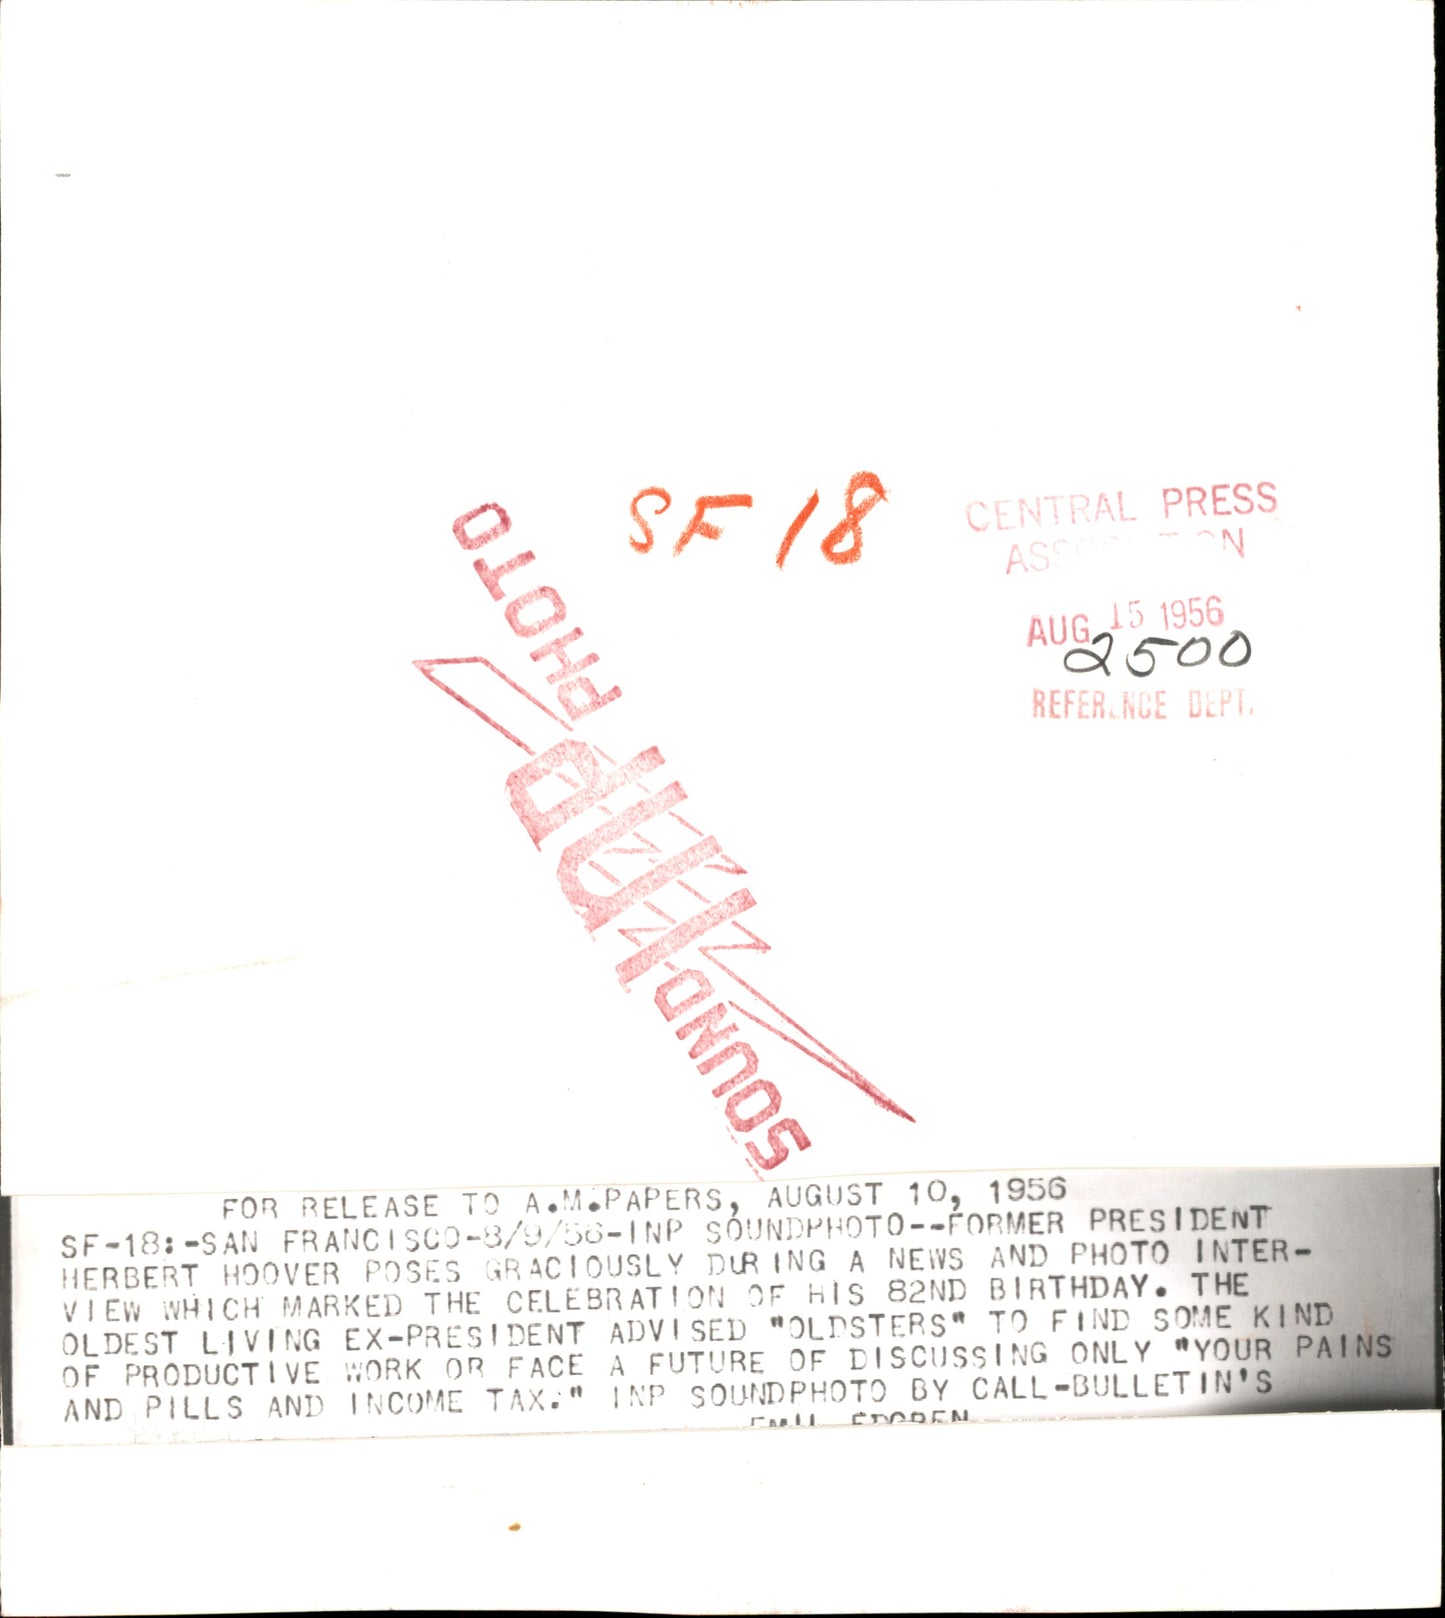 SF 18
CENTRAL PRESS
ASSOCIATION
AUG 15 1956
2500
REFERENCE DEPT.
SOUND INP PHOTO
FOR RELEASE TO A.M.PAPERS, AUGUST 10, 1956
SF-18:-SAN FRANCISCO-8/9/56-INP SOUNDPHOTO--FORMER PRESIDENT
HERBERT HOOVER POSES GRACIOUSLY DURING A NEWS AND PHOTO INTER-
VIEW WHICH MARKED THE CELEBRATION OF HIS 82ND BIRTHDAY. THE
OLDEST LIVING EX-PRESIDENT ADVISED "OLDSTERS" TO FIND SOME KIND
OF PRODUCTIVE WORK OR FACE A FUTURE OF DISCUSSING ONLY "YOUR PAINS
AND PILLS AND INCOME TAX." INP SOUNDPHOTO BY CALL-BULLETIN'S